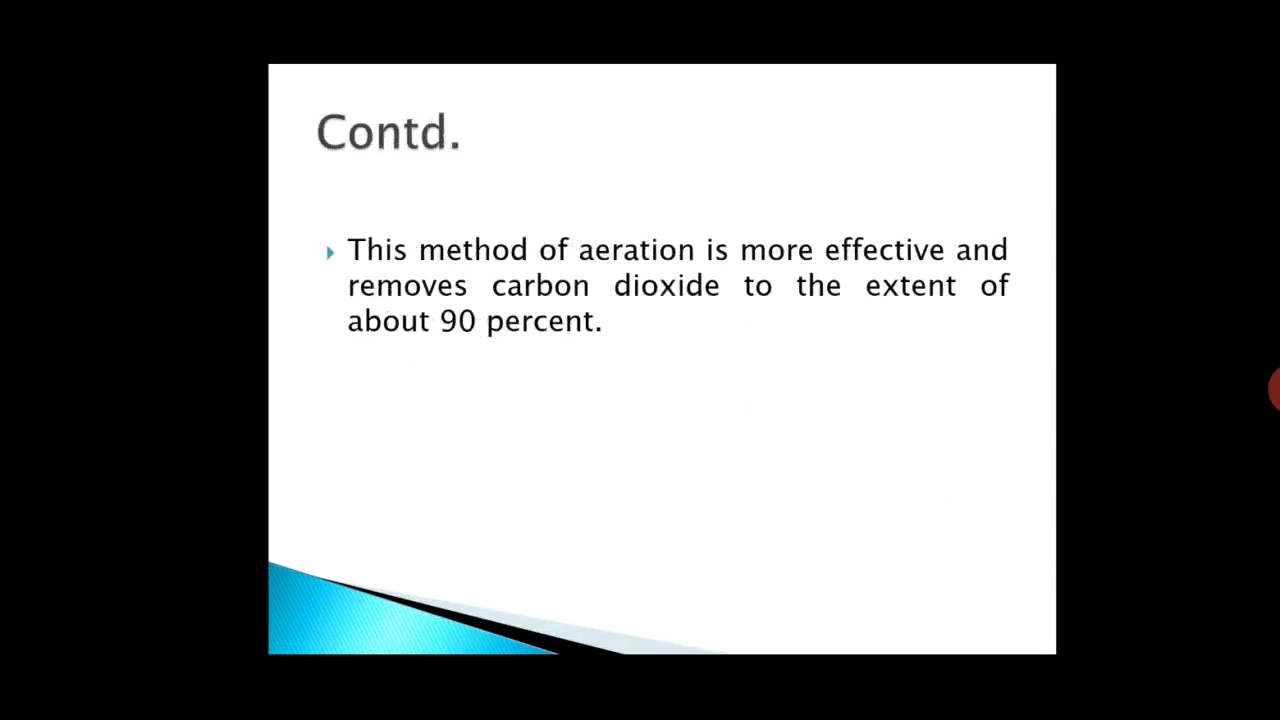 Contd.
This method of aeration is more effective and
removes carbon dioxide to the extent of
about 90 percent.